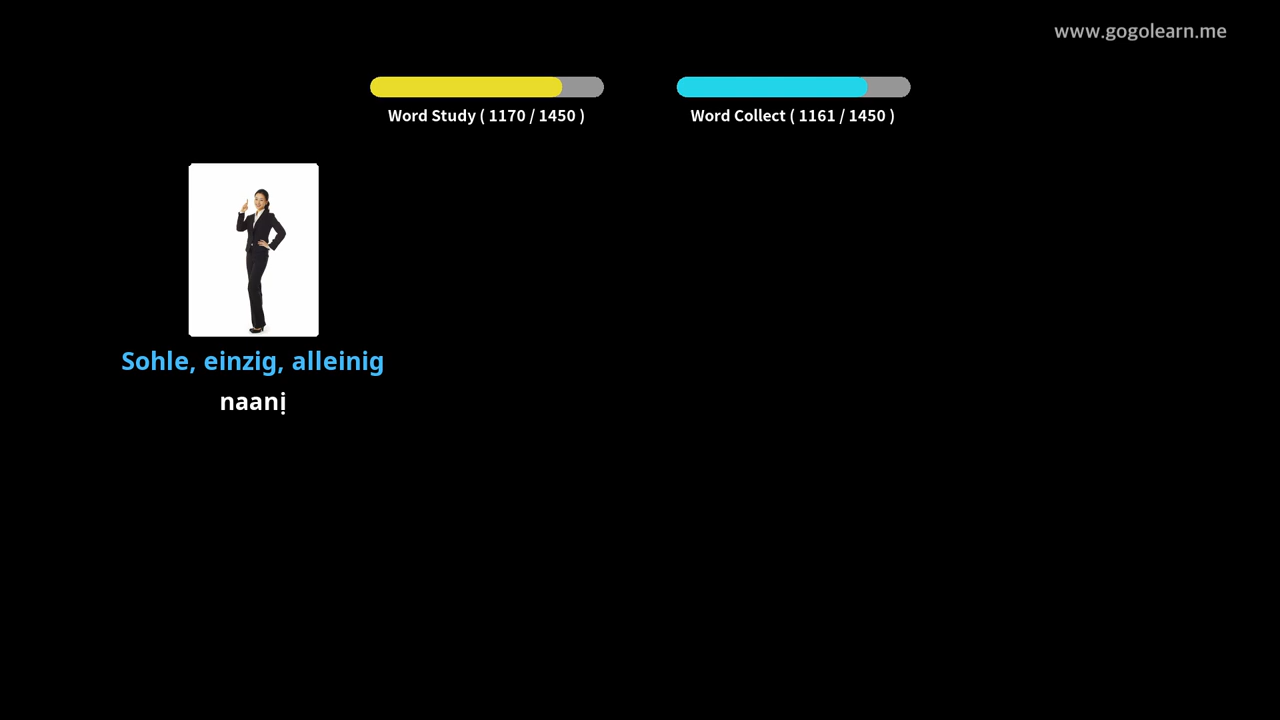 www.gogolearn.me
Word Study ( 1170 / 1450 )
Word Collect ( 1161 / 1450 )
Sohle, einzig, alleinig
naanị